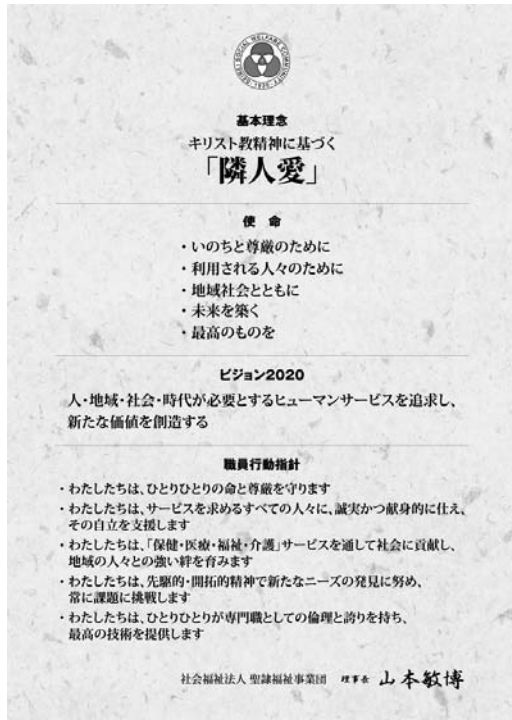 SEIREI SOCIAL WELFARE COMMUNITY
基本理念
キリスト教精神に基づく
「隣人愛」
使 命
・いのちと尊厳のために
・利用される人々のために
・地域社会とともに
・未来を築く
・最高のものを
ビジョン2020
人・地域・社会・時代が必要とするヒューマンサービスを追求し、
新たな価値を創造する
職員行動指針
・わたしたちは、ひとりひとりの命と尊厳を守ります
・わたしたちは、サービスを求めるすべての人々に、誠実かつ献身的に仕え、
その自立を支援します
・わたしたちは、「保健・医療・福祉・介護」サービスを通して社会に貢献し、
地域の人々との強い絆を育みます
・わたしたちは、先駆的・開拓的精神で新たなニーズの発見に努め、
常に課題に挑戦します
・わたしたちは、ひとりひとりが専門職としての倫理と誇りを持ち、
最高の技術を提供します
社会福祉法人 聖隷福祉事業団 理事長 山本敏博